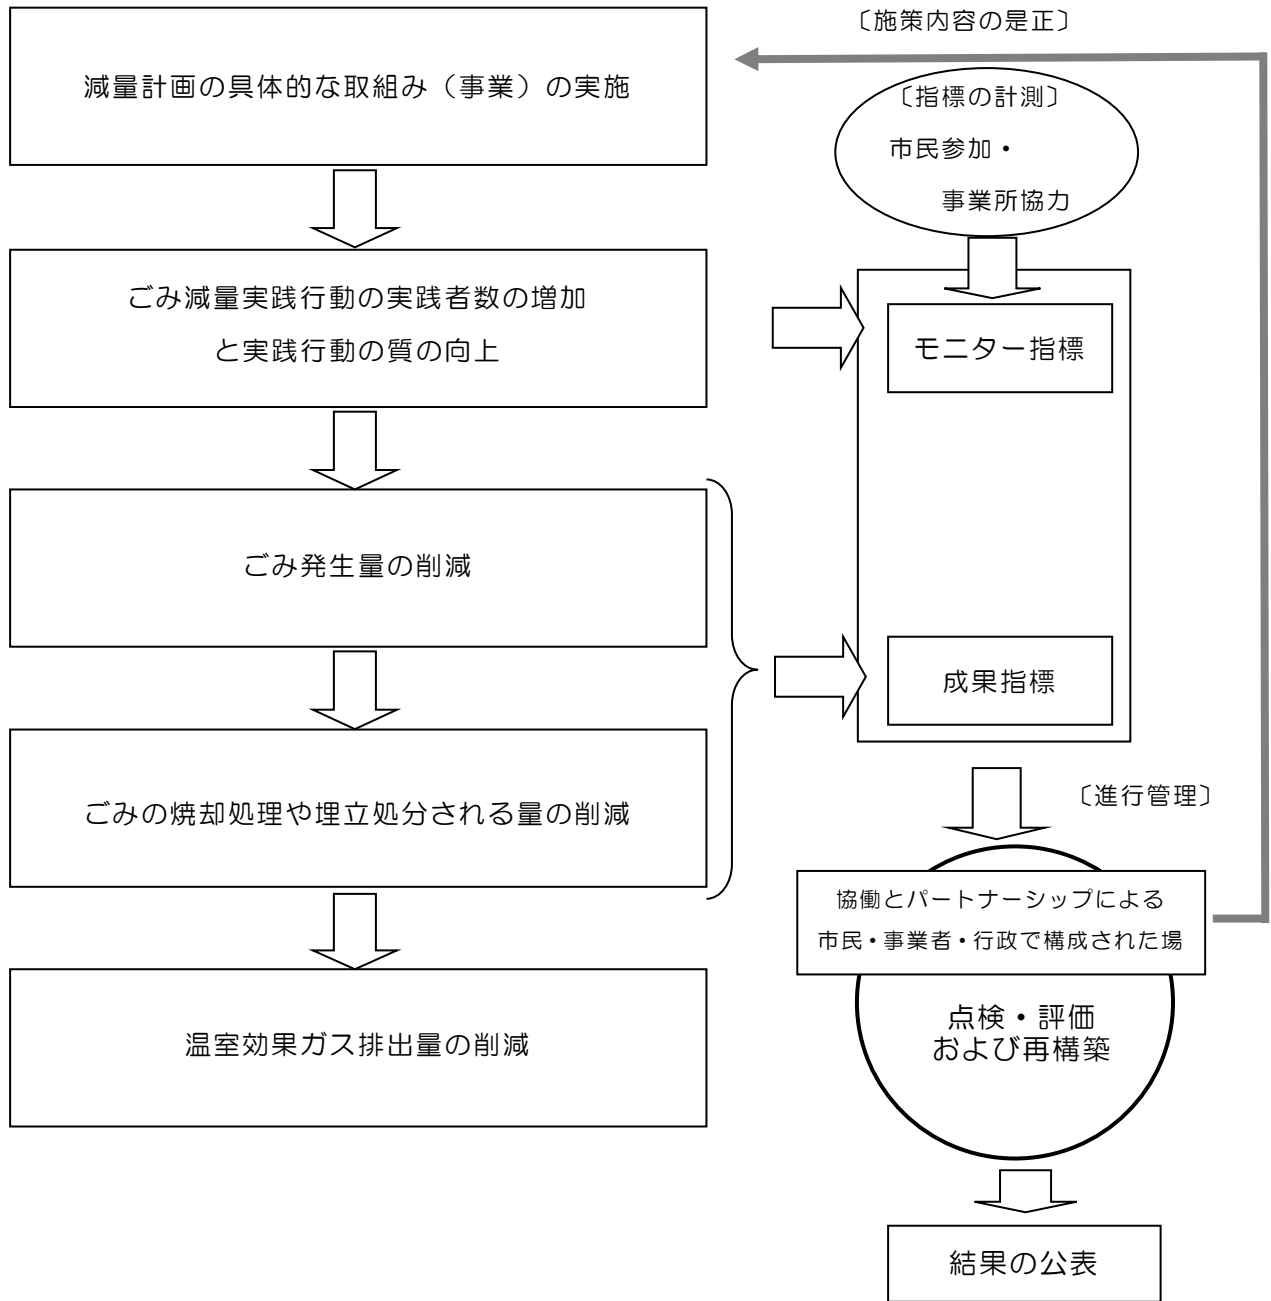 〔施策内容の是正〕
減量計画の具体的な取組み（事業）の実施
〔指標の計測〕
市民参加・
事業所協力
ごみ減量実践行動の実践者数の増加
と実践行動の質の向上
モニター指標
ごみ発生量の削減
成果指標
ごみの焼却処理や埋立処分される量の削減
〔進行管理〕
協働とパートナーシップによる
市民・事業者・行政で構成された場
点検・評価
および再構築
温室効果ガス排出量の削減
結果の公表